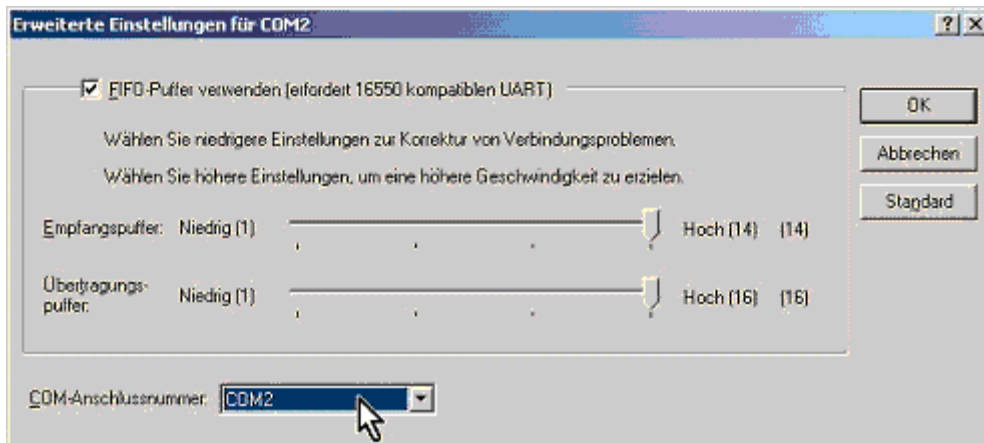 Erweiterte Einstellungen für COM2
FIFO-Puffer verwenden (erfordert 16550 kompatiblen UART)
OK
Wählen Sie niedrigere Einstellungen zur Korrektur von Verbindungsproblemen.
Abbrechen
Wählen Sie höhere Einstellungen, um eine höhere Geschwindigkeit zu erzielen.
Standard
Empfangspuffer: Niedrig (1) Hoch (14) (14)
Übertragungs-
puffer: Niedrig (1) Hoch (16) (16)
COM-Anschlussnummer: COM2